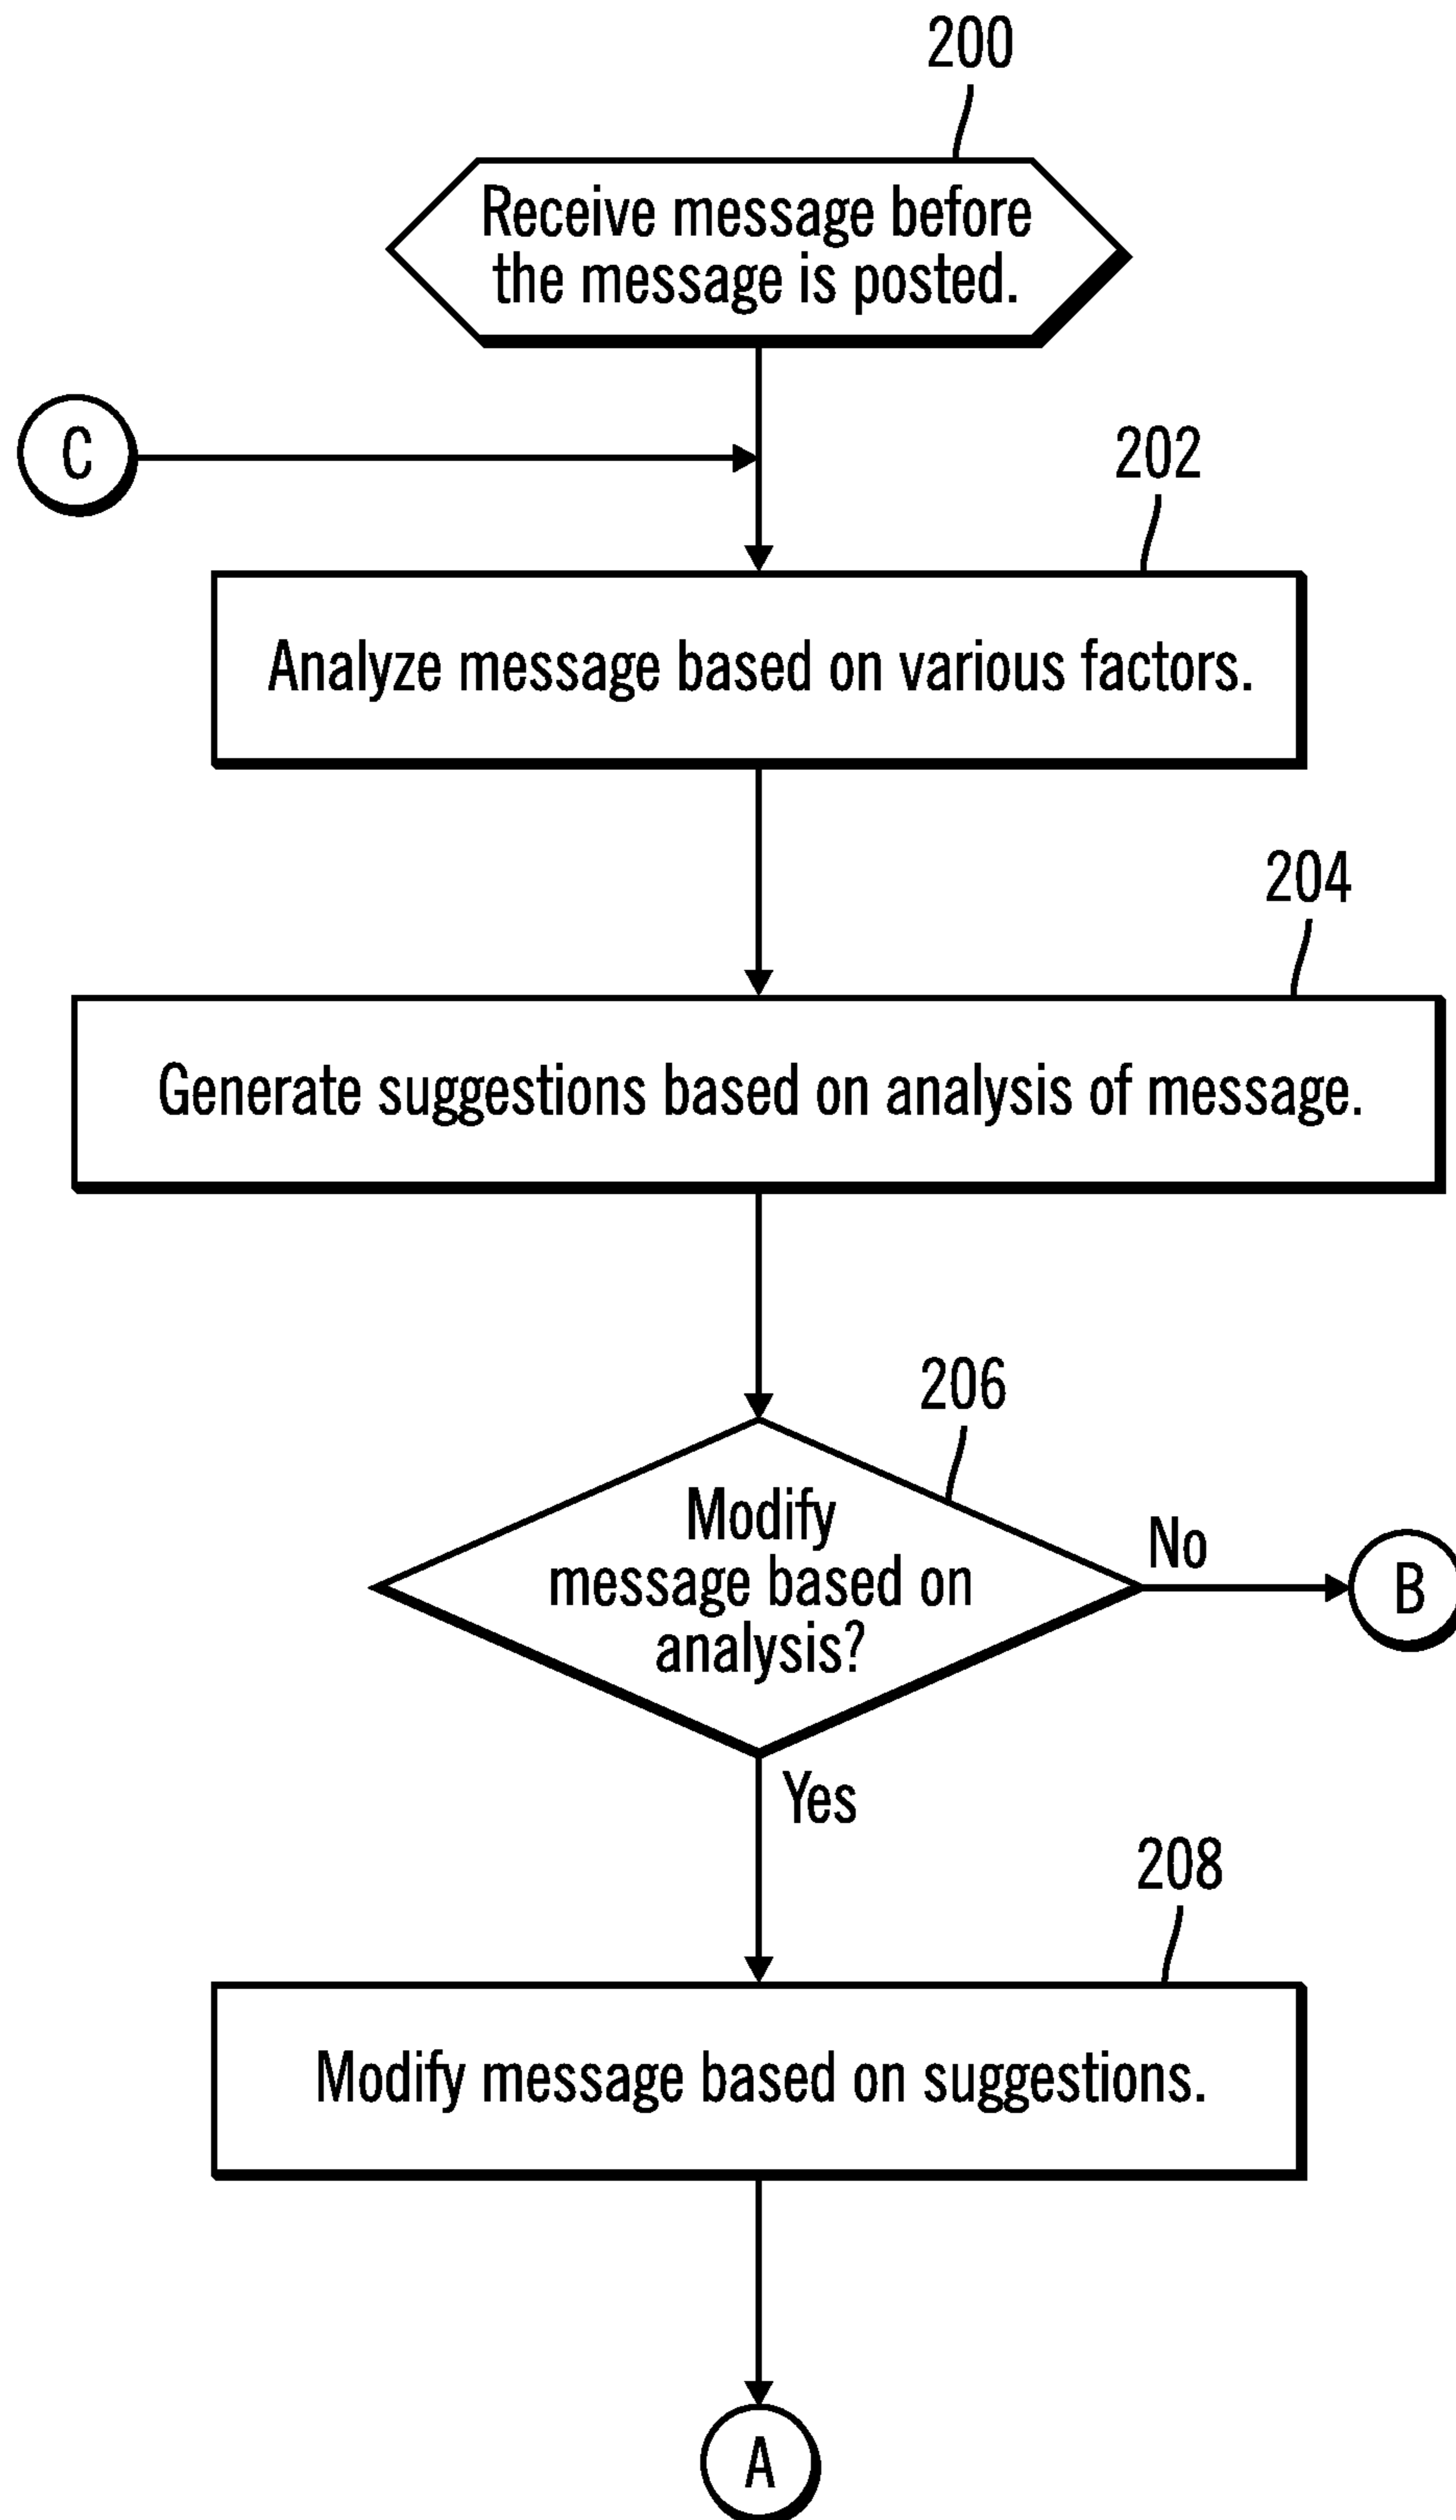 200
Receive message before
the message is posted.
C
202
Analyze message based on various factors.
204
Generate suggestions based on analysis of message.
206
Modify
message based on
analysis?
No
B
Yes
208
Modify message based on suggestions.
A